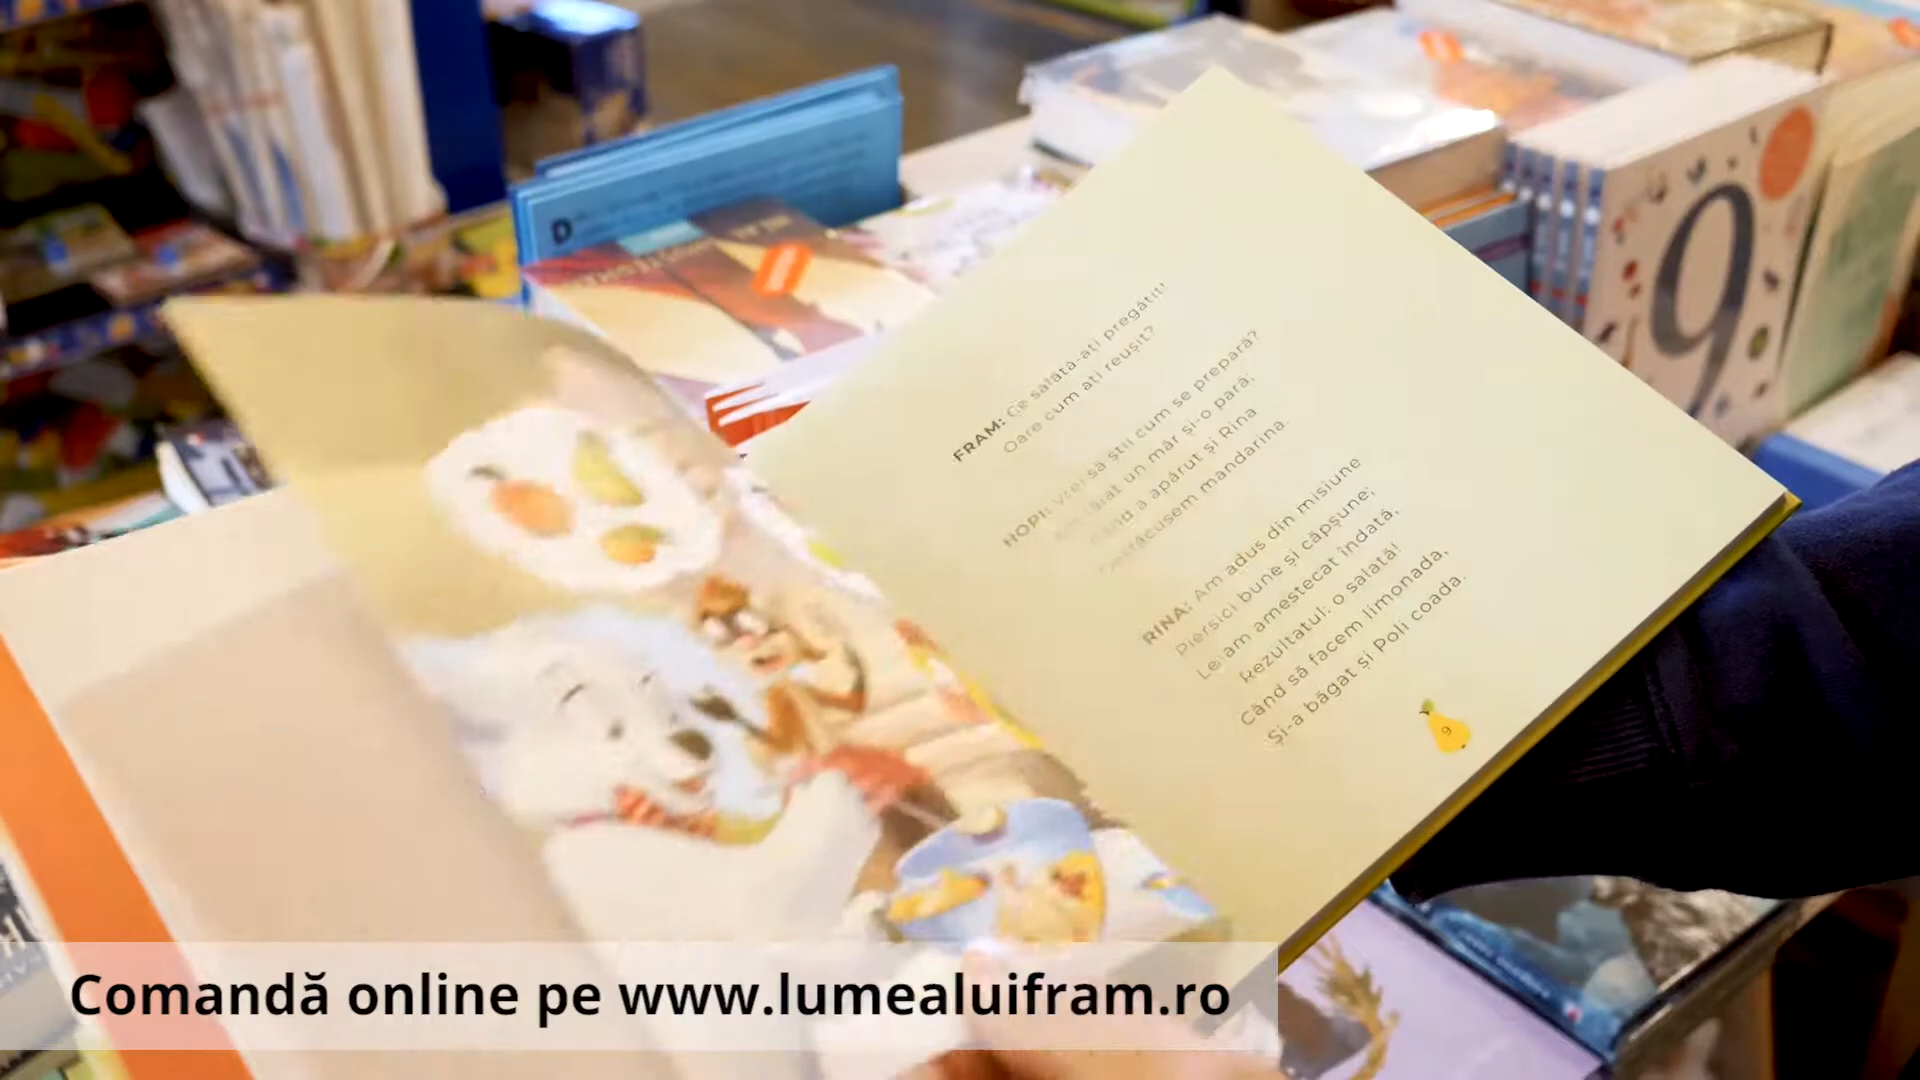 FRAM: Ce salată-ați pregătit!
Oare cum ați reușit?
HOPI: Vrei să știi cum se prepară?
Am tăiat un măr și-o pară;
Când a apărut și Rina
Desfăcusem mandarina.
RINA: Am adus din misiune
Piersici bune și căpșune;
Le-am amestecat îndată,
Rezultatul: o salată!
Când să facem limonada,
Și-a băgat și Poli coada.
9
9
D
Comandă online pe www.lumealuifram.ro